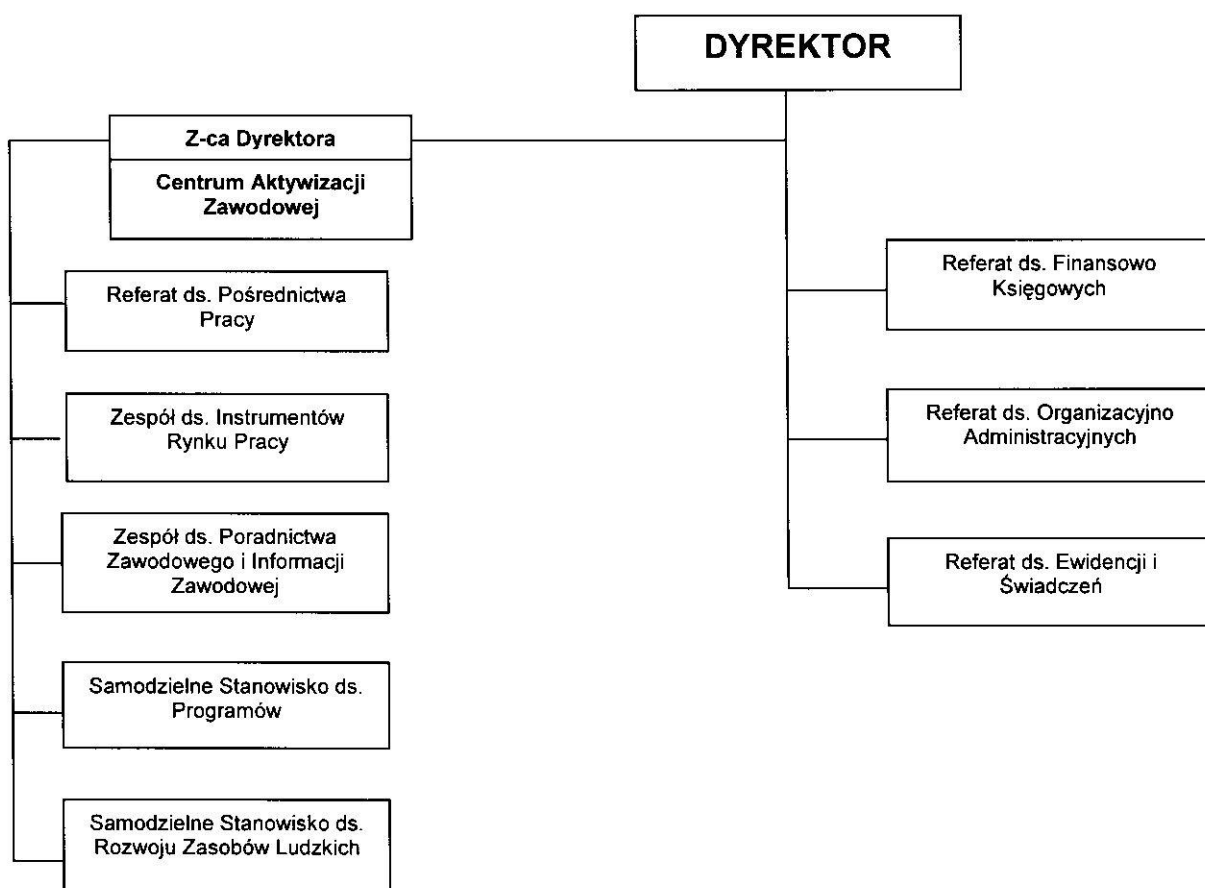 DYREKTOR
Z-ca Dyrektora
Centrum Aktywizacji
Zawodowej
Referat ds. Pośrednictwa
Pracy
Zespół ds. Instrumentów
Rynku Pracy
Zespół ds. Poradnictwa
Zawodowego i Informacji
Zawodowej
Samodzielne Stanowisko ds.
Programów
Samodzielne Stanowisko ds.
Rozwoju Zasobów Ludzkich
Referat ds. Finansowo
Księgowych
Referat ds. Organizacyjno
Administracyjnych
Referat ds. Ewidencji i
Świadczeń